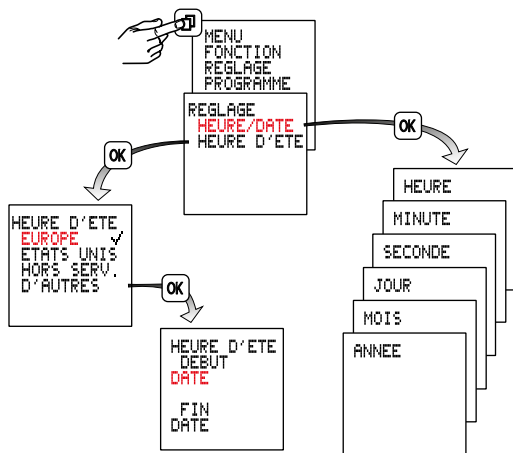 MENU
FONCTION
REGLAGE
PROGRAMME
REGLAGE
HEURE/DATE
HEURE D'ETE
OK
OK
HEURE D'ETE
EUROPE ✓
ETATS UNIS
HORS SERV.
D'AUTRES
OK
HEURE D'ETE
DEBUT
DATE
FIN
DATE
HEURE
MINUTE
SECONDE
JOUR
MOIS
ANNEE